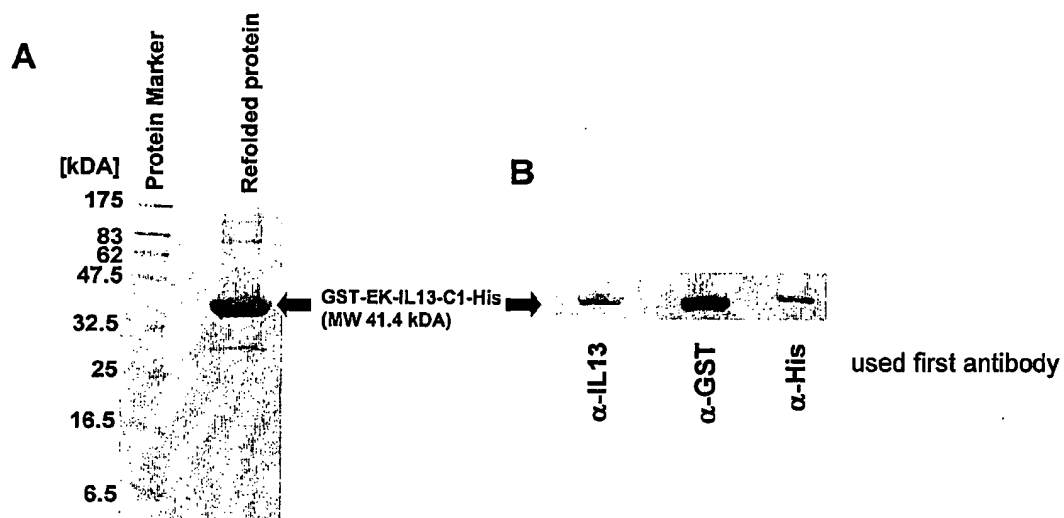 A
Protein Marker
Refolded protein
[kDA]
175
83
62
47.5
32.5
25
16.5
6.5
GST-EK-IL13-C1-His
(MW 41.4 kDA)
B
α-IL13
α-GST
α-His
used first antibody